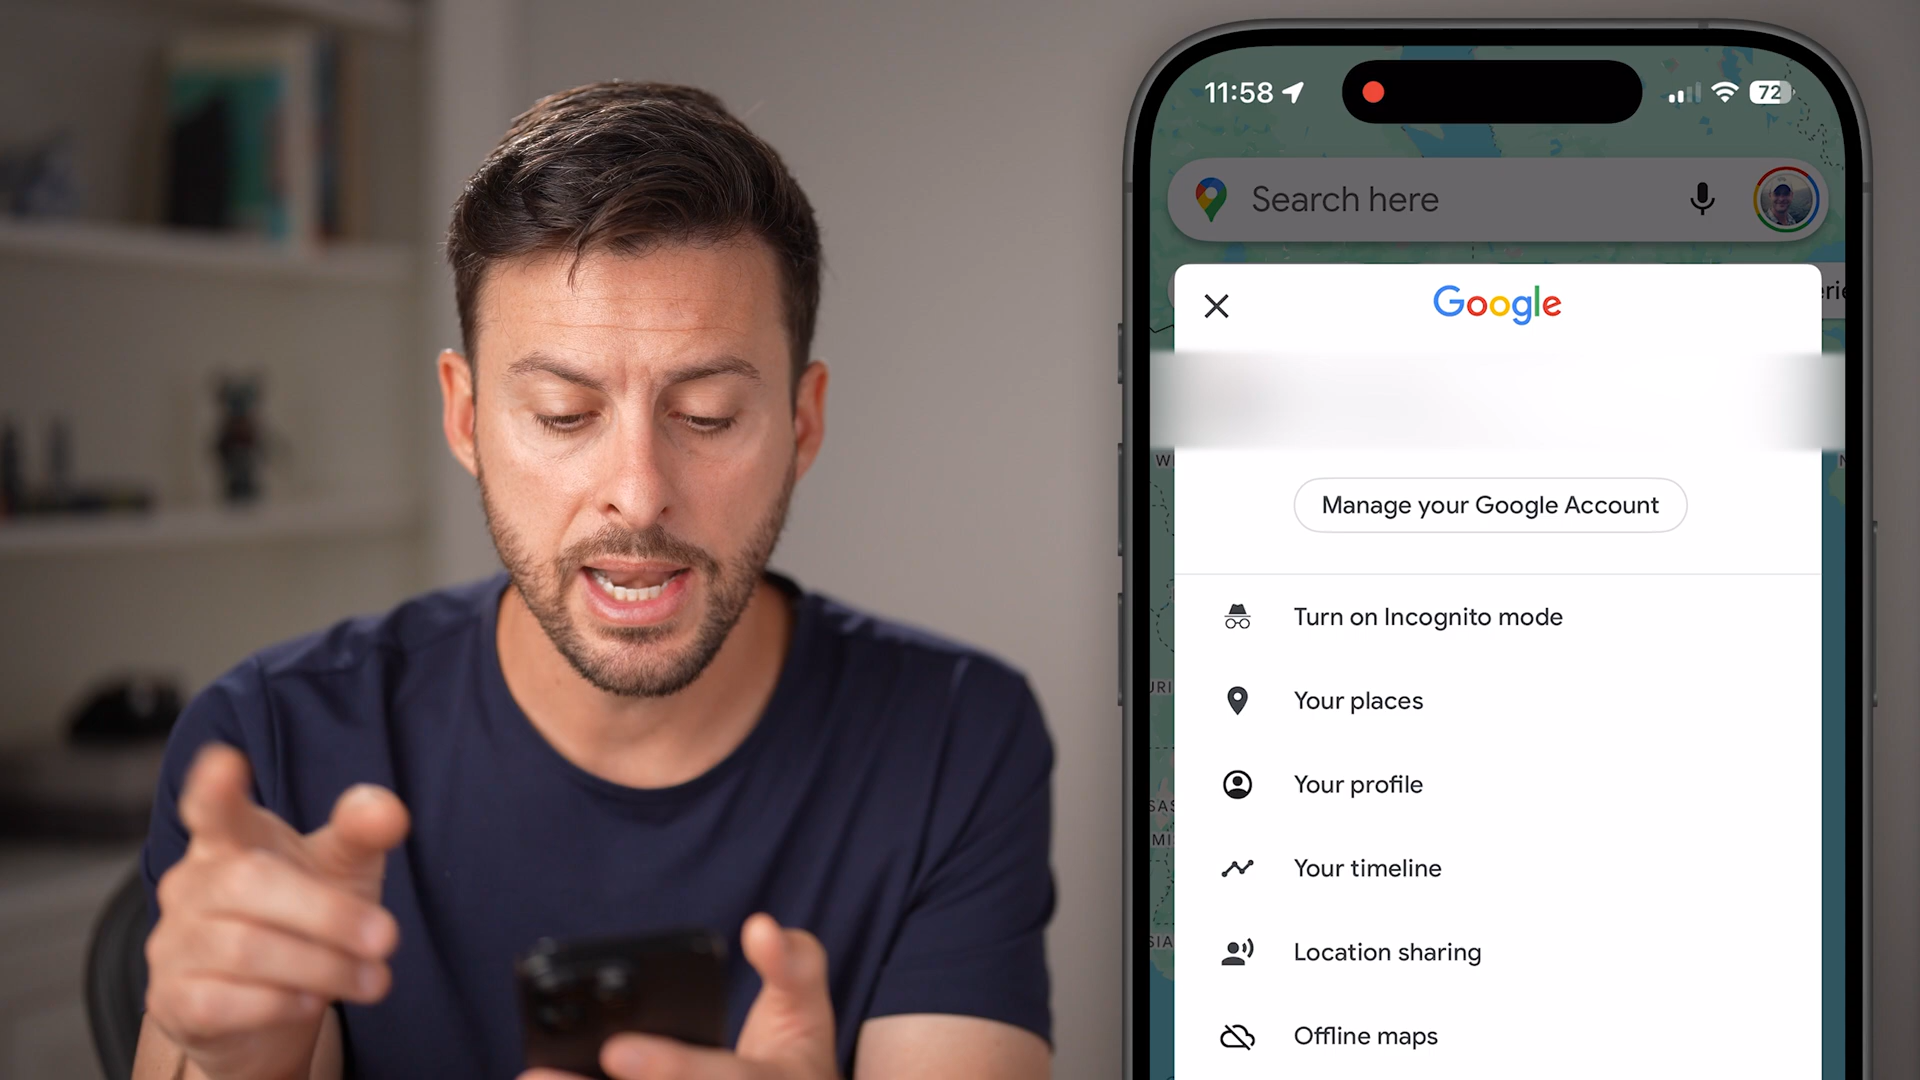 11:58
72
Search here
Google
erie
Manage your Google Account
Turn on Incognito mode
Your places
Your profile
Your timeline
Location sharing
Offline maps